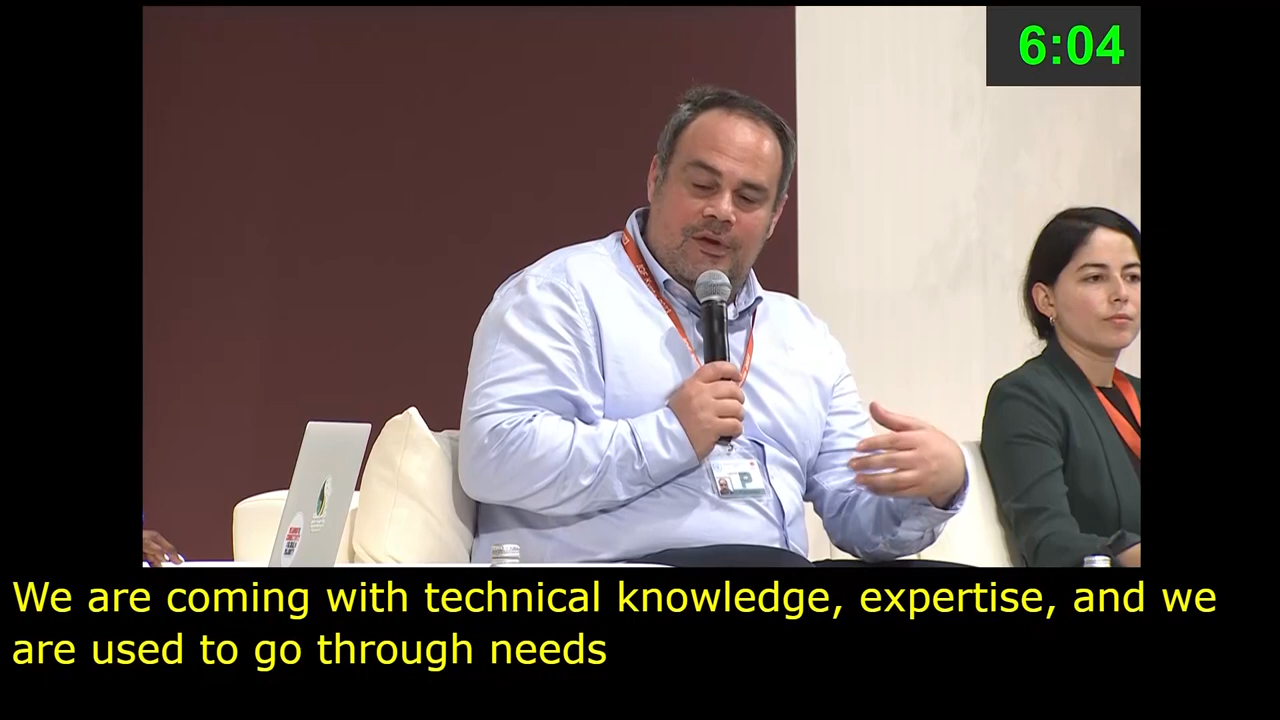 6:04
P
We are coming with technical knowledge, expertise, and we
are used to go through needs